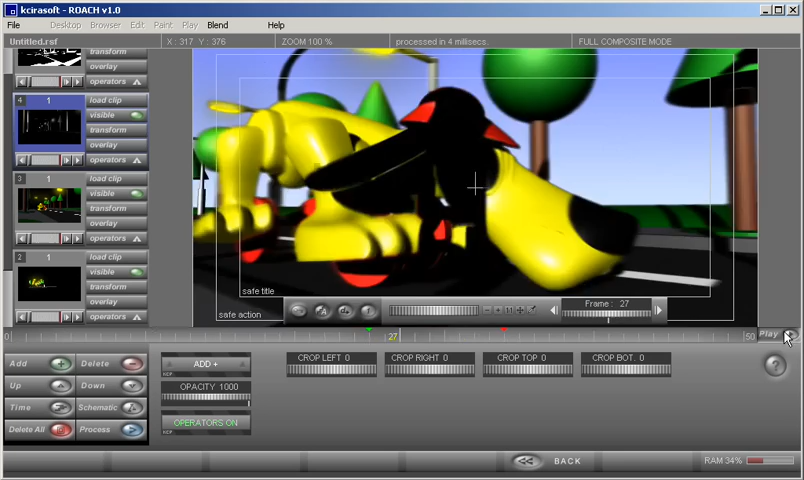 kcirasoft - ROACH v1.0
File Desktop Browser Edit Paint Play Blend Help
Untitled.rsf X : 317 Y : 376 ZOOM 100 % processed in 4 millisecs. FULL COMPOSITE MODE
transform
overlay
operators
4 1 load clip
visible
transform
overlay
operators
3 1 load clip
visible
transform
overlay
operators
2 1 load clip
visible
transform
overlay
operators
safe title
safe action
1:1 Frame : 27
0 27 50 Play
Add Delete ADD + CROP LEFT 0 CROP RIGHT 0 CROP TOP 0 CROP BOT. 0 ?
Up Down OPACITY 1000
Time Schematic
Delete All Process OPERATORS ON
BACK RAM 34%